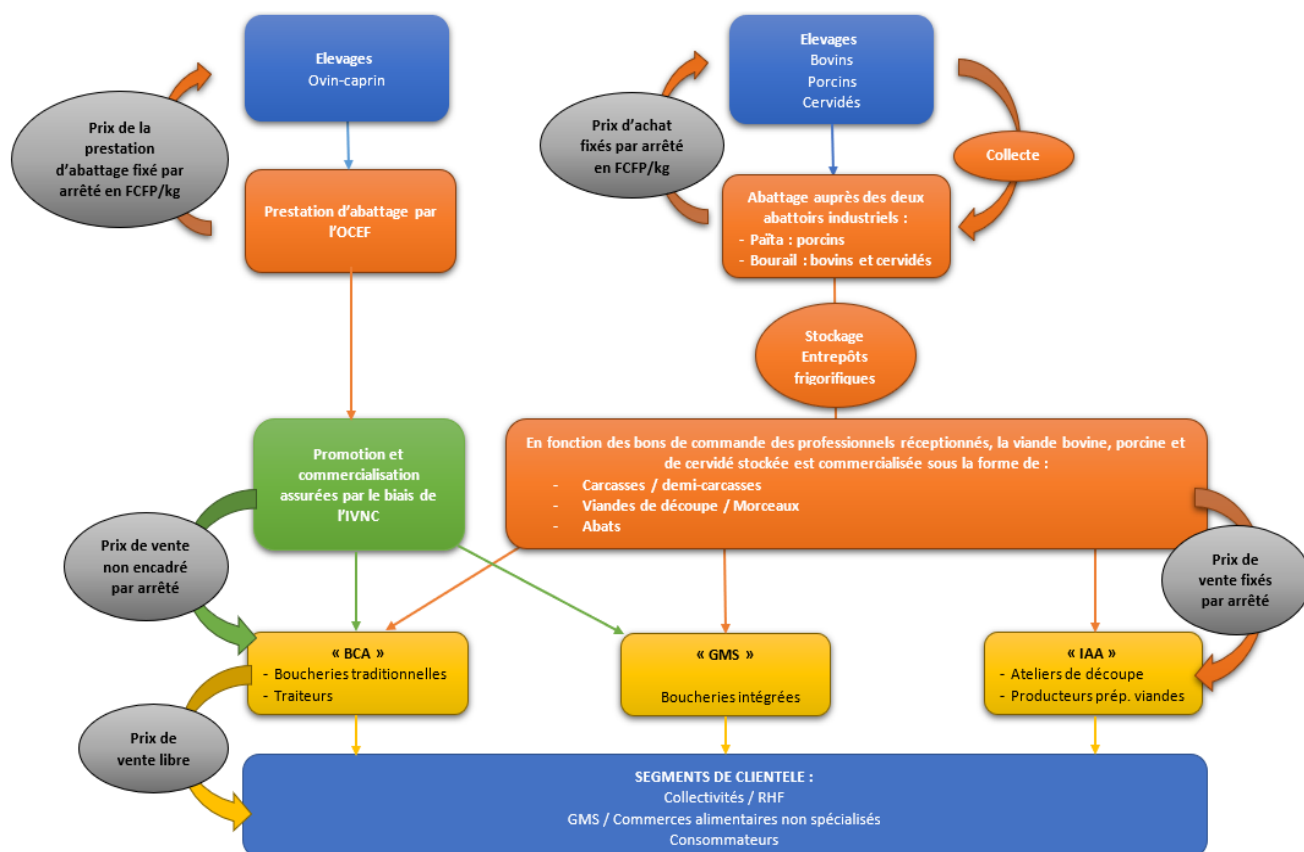 Elevages
Ovin-caprin
Elevages
Bovins
Porcins
Cervidés
Prix de la
prestation
d'abattage fixé par
arrêté en FCFP/kg
Prix d'achat
fixés par arrêté
en FCFP/kg
Collecte
Prestation d'abattage par
l'OCEF
Abattage auprès des deux
abattoirs industriels :
- Païta : porcins
- Bourail : bovins et cervidés
Stockage
Entrepôts
frigorifiques
Promotion et
commercialisation
assurées par le biais de
l'IVNC
En fonction des bons de commande des professionnels réceptionnés, la viande bovine, porcine et
de cervidé stockée est commercialisée sous la forme de :
- Carcasses / demi-carcasses
- Viandes de découpe / Morceaux
- Abats
Prix de vente
non encadré
par arrêté
Prix de
vente fixés
par arrêté
« BCA »
- Boucheries traditionnelles
- Traiteurs
« GMS »
Boucheries intégrées
« IAA »
- Ateliers de découpe
- Producteurs prép. viandes
Prix de
vente libre
SEGMENTS DE CLIENTELE :
Collectivités / RHF
GMS / Commerces alimentaires non spécialisés
Consommateurs